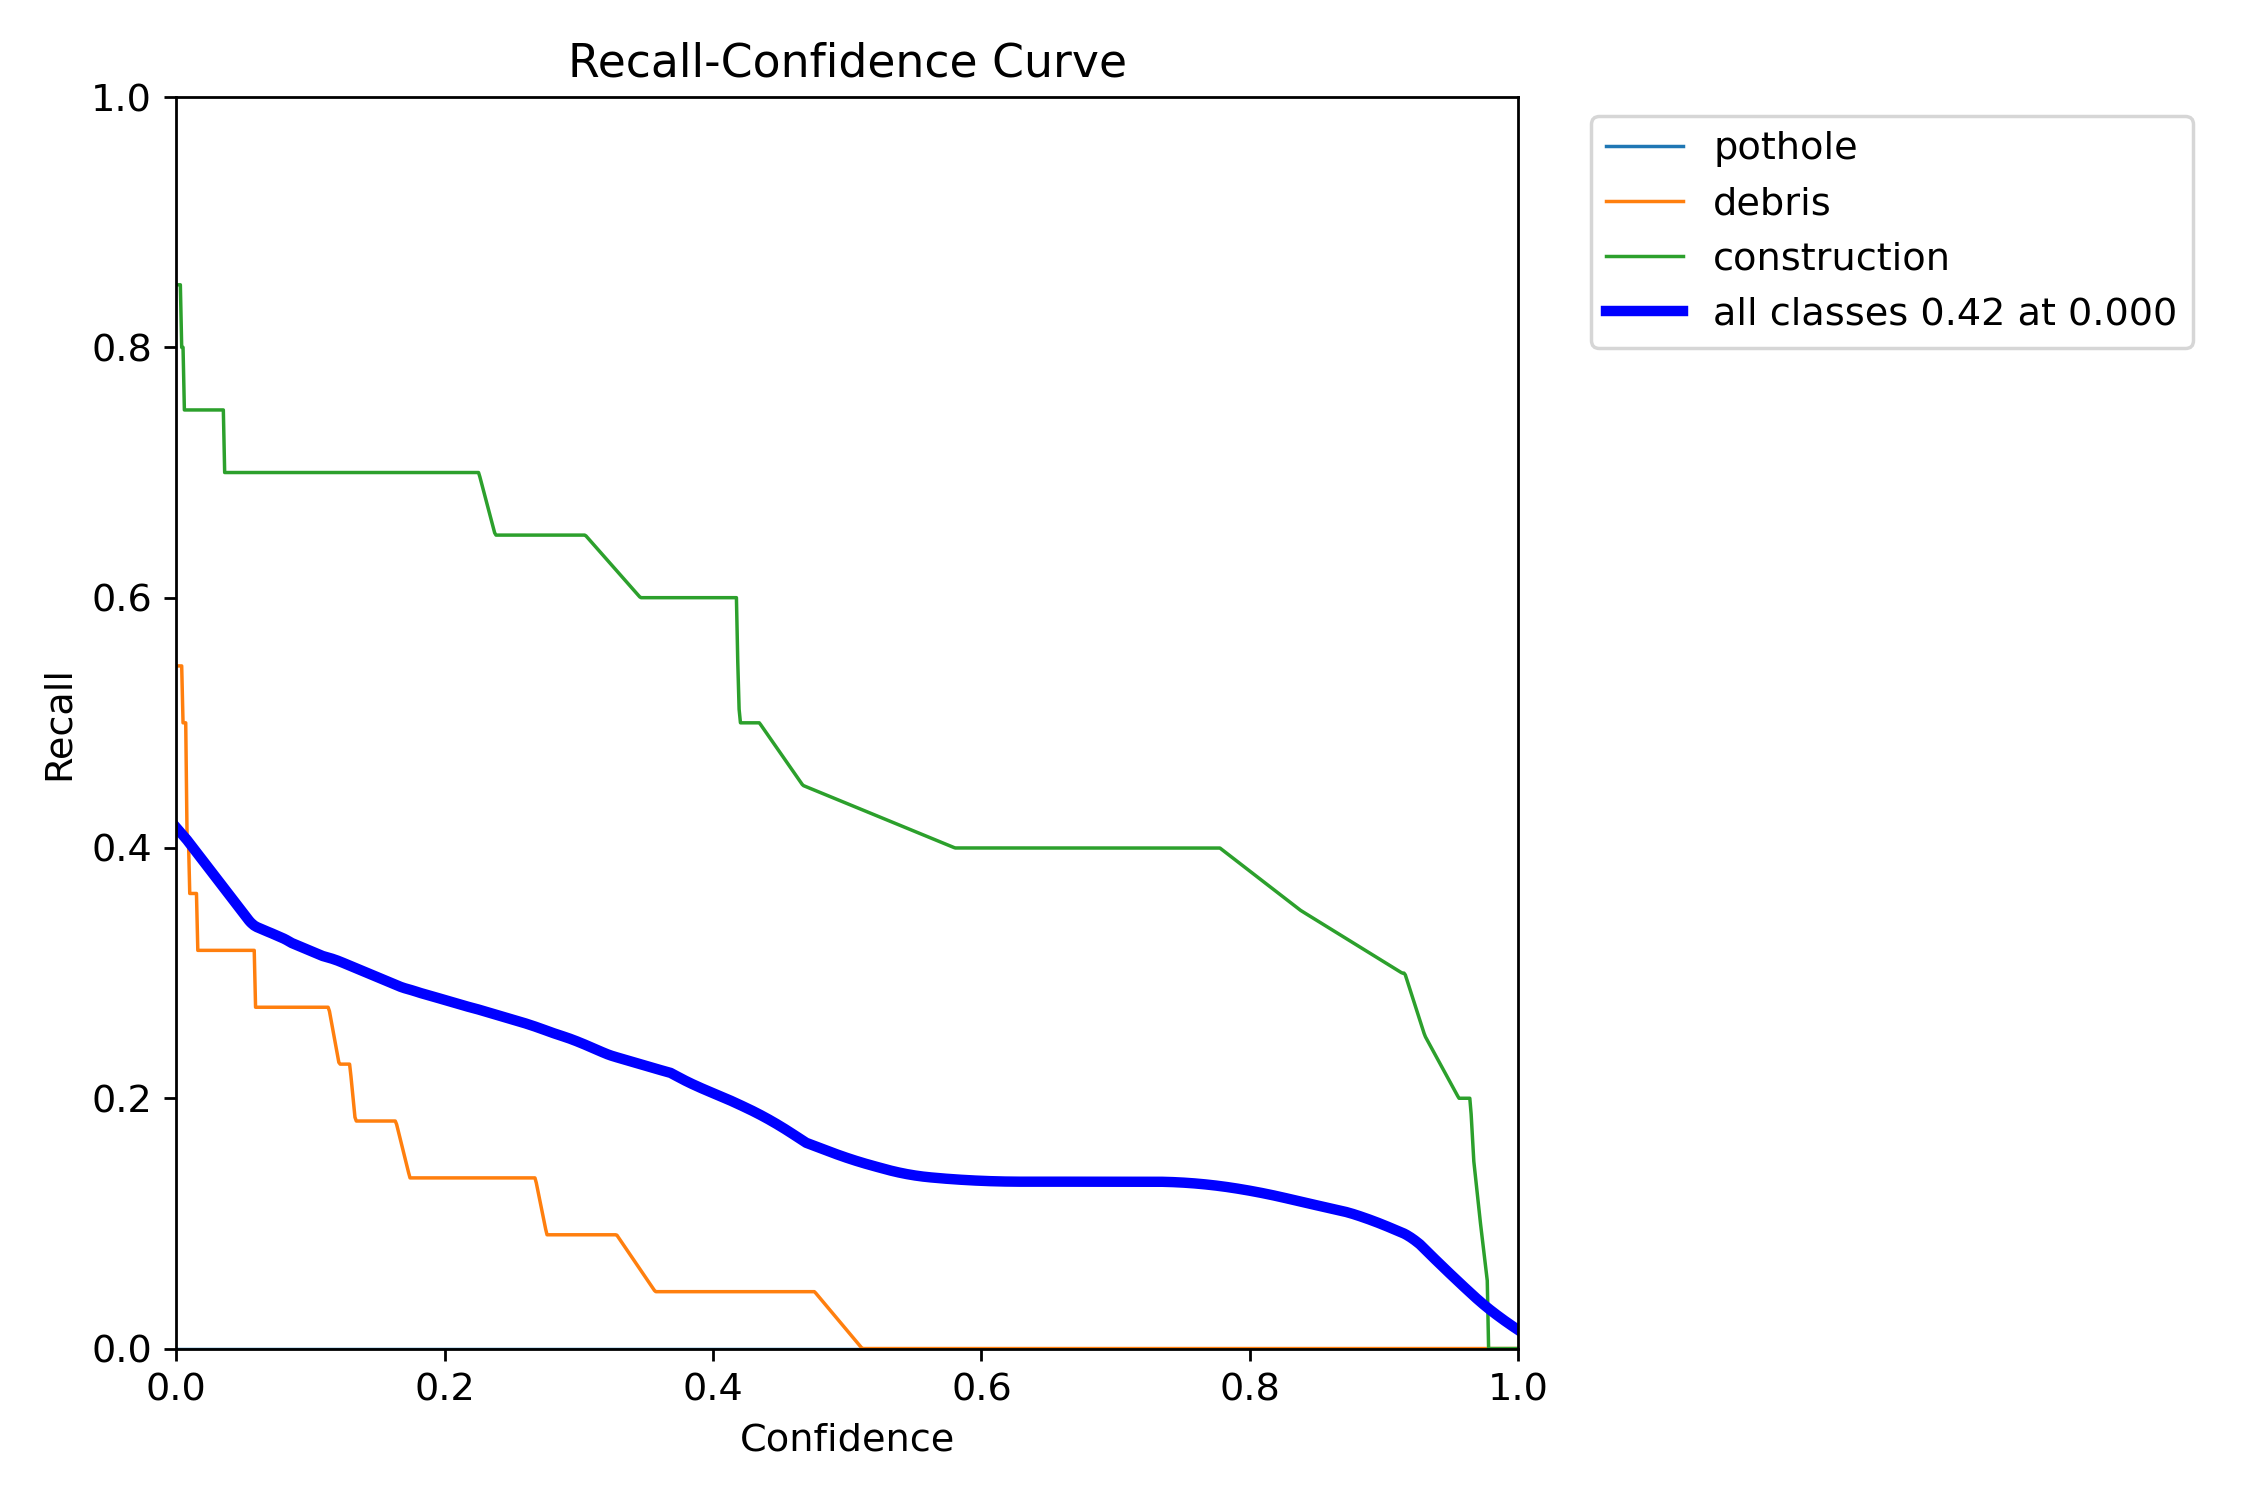 Recall-Confidence Curve
1.0
0.8
0.6
0.4
0.2
0.0
Recall
0.0 0.2 0.4 0.6 0.8 1.0
Confidence
pothole
debris
construction
all classes 0.42 at 0.000